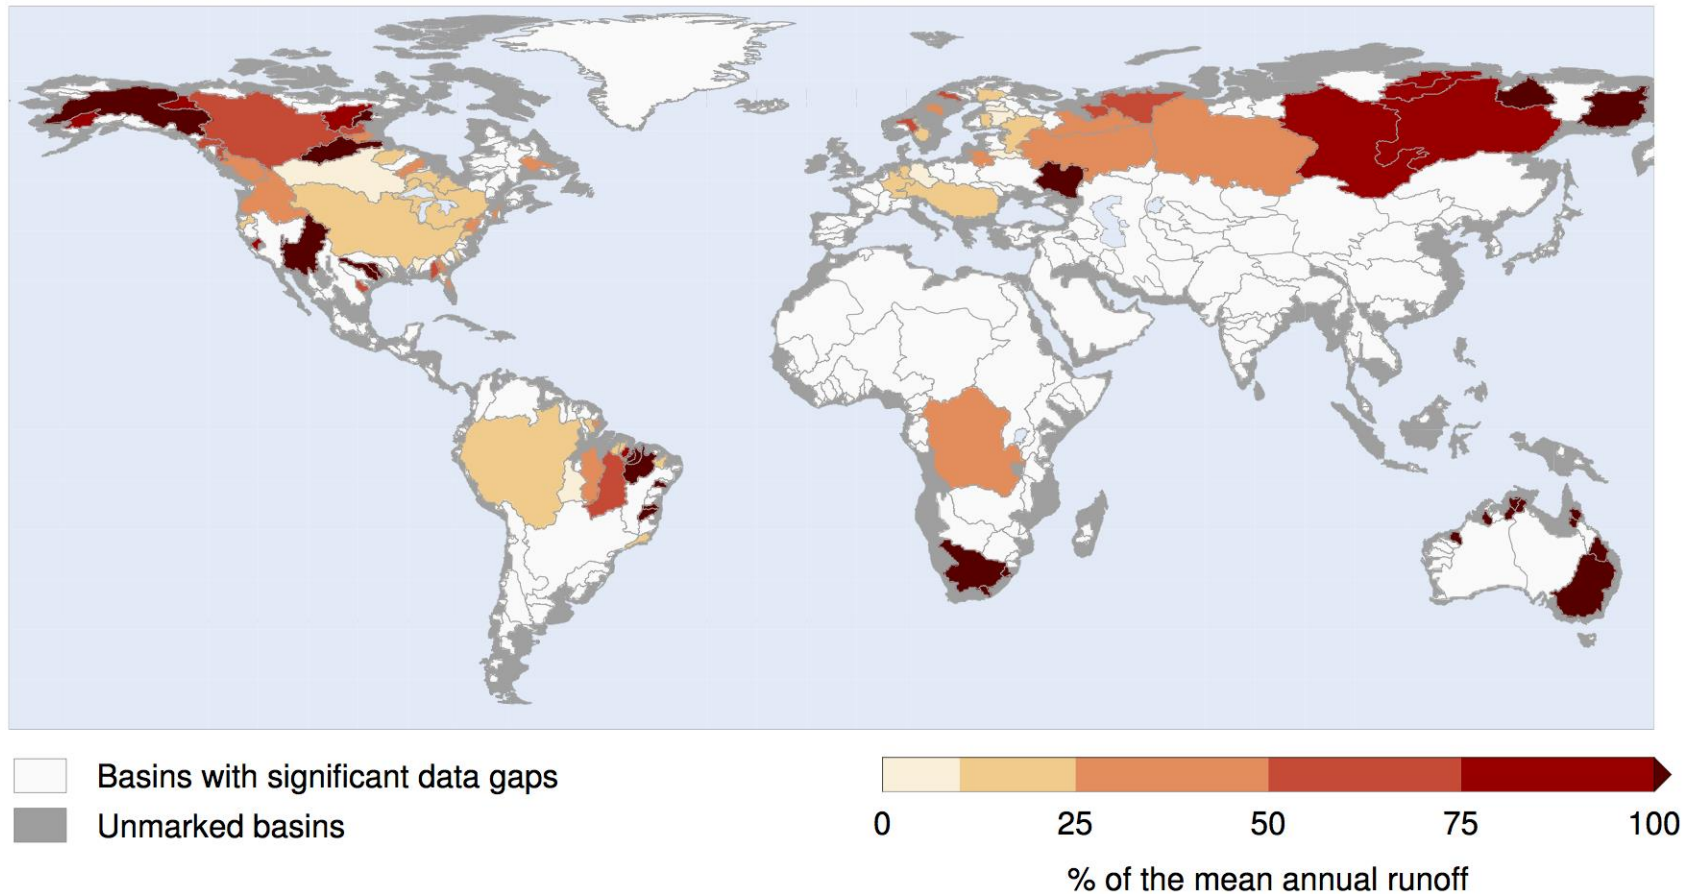 Basins with significant data gaps
Unmarked basins
0 25 50 75 100
% of the mean annual runoff